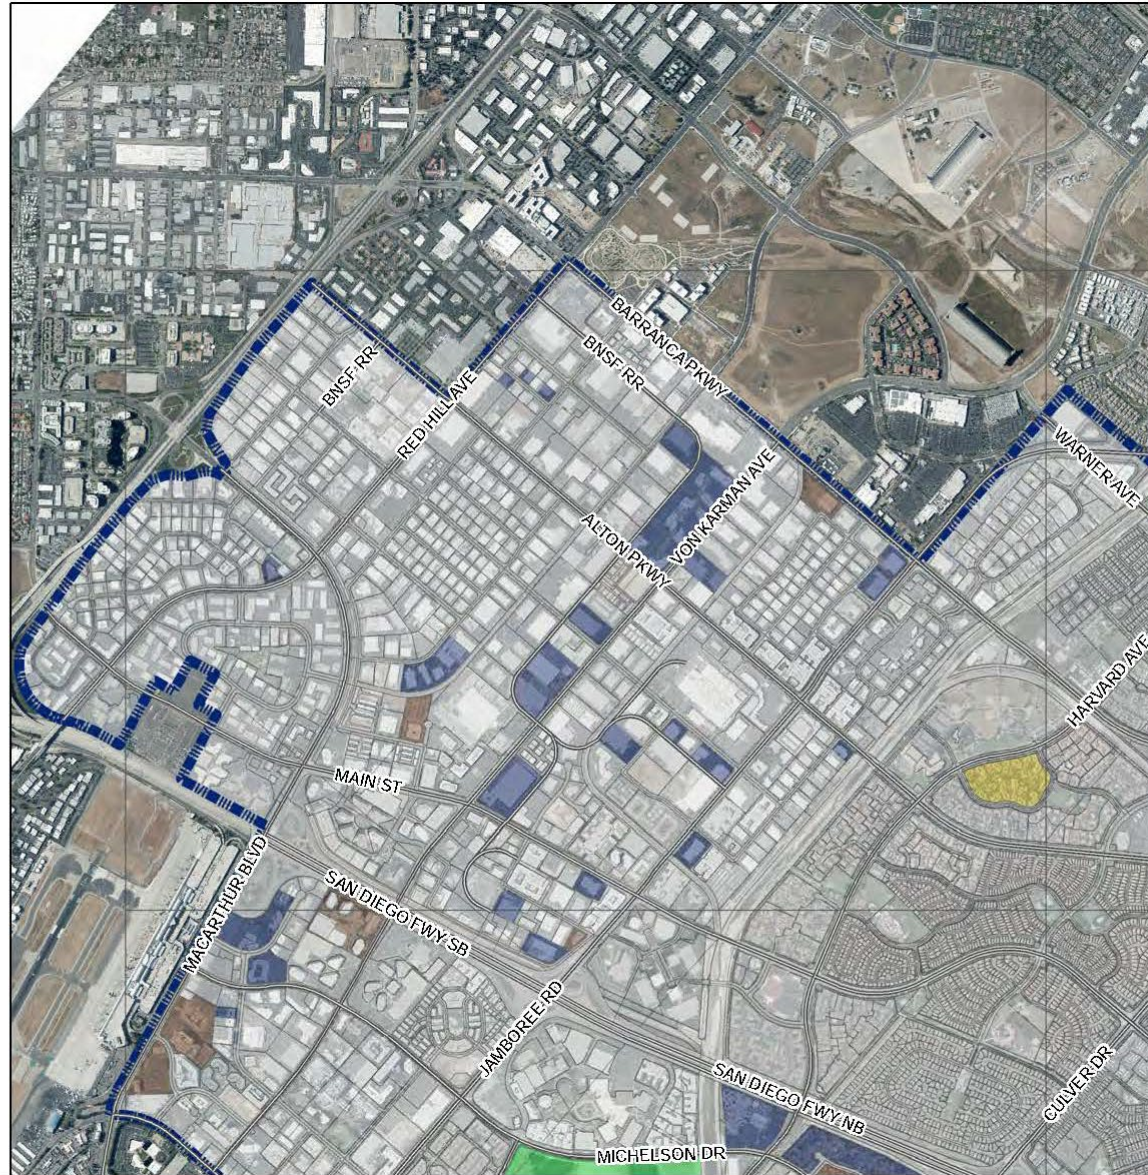 BARRANCA PKWY
BNSF RR
BNSF RR
RED HILL AVE
WARNER AVE
VON KARMAN AVE
ALTON PKWY
HARVARD AVE
MAIN ST
MACARTHUR BLVD
SAN DIEGO FWY SB
JAMBOREE RD
SAN DIEGO FWY NB
CULVER DR
MICHELSON DR